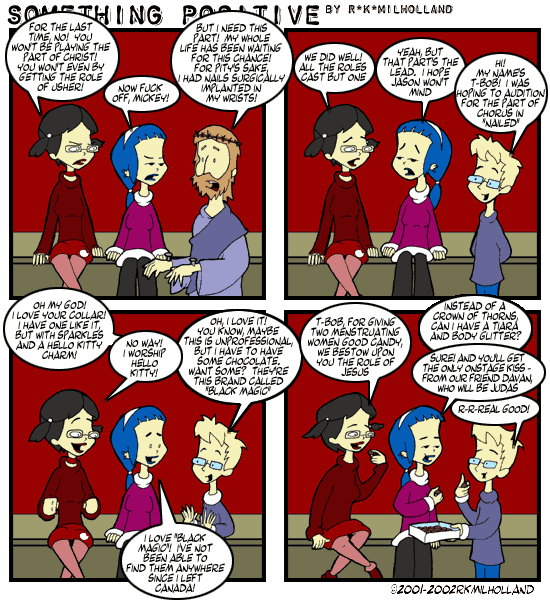 SOMETHING POSITIVE BY R*K*MILHOLLAND
FOR THE LAST
TIME, NO! YOU
WON'T BE PLAYING THE
PART OF CHRIST!
YOU WON'T EVEN BY
GETTING THE ROLE
OF USHER!
NOW FUCK
OFF, MICKEY!
BUT I NEED THIS
PART! MY WHOLE
LIFE HAS BEEN WAITING
FOR THIS CHANCE!
FOR PITY'S SAKE,
I HAD NAILS SURGICALLY
IMPLANTED IN
MY WRISTS!
WE DID WELL!
ALL THE ROLES
CAST BUT ONE
YEAH, BUT
THAT PART'S THE
LEAD. I HOPE
JASON WON'T
MIND
HI!
MY NAME'S
T-BOB! I WAS
HOPING TO AUDITION
FOR THE PART OF
CHORUS IN
"NAILED"
OH MY GOD!
I LOVE YOUR COLLAR!
I HAVE ONE LIKE IT,
BUT WITH SPARKLES
AND A HELLO KITTY
CHARM!
NO WAY!
I WORSHIP
HELLO
KITTY!
OH, I LOVE IT!
YOU KNOW, MAYBE
THIS IS UNPROFESSIONAL,
BUT I HAVE TO HAVE
SOME CHOCOLATE.
WANT SOME? THEY'RE
THIS BRAND CALLED
"BLACK MAGIC"
I LOVE "BLACK
MAGIC"! I'VE NOT
BEEN ABLE TO
FIND THEM ANYWHERE
SINCE I LEFT
CANADA!
T-BOB, FOR GIVING
TWO MENSTRUATING
WOMEN GOOD CANDY,
WE BESTOW UPON
YOU THE ROLE OF
JESUS
INSTEAD OF A
CROWN OF THORNS,
CAN I HAVE A TIARA
AND BODY GLITTER?
SURE! AND YOU'LL GET
THE ONLY ONSTAGE KISS -
FROM OUR FRIEND DAVAN,
WHO WILL BE JUDAS
R-R-REAL GOOD!
©2001-2002RKMILHOLLAND